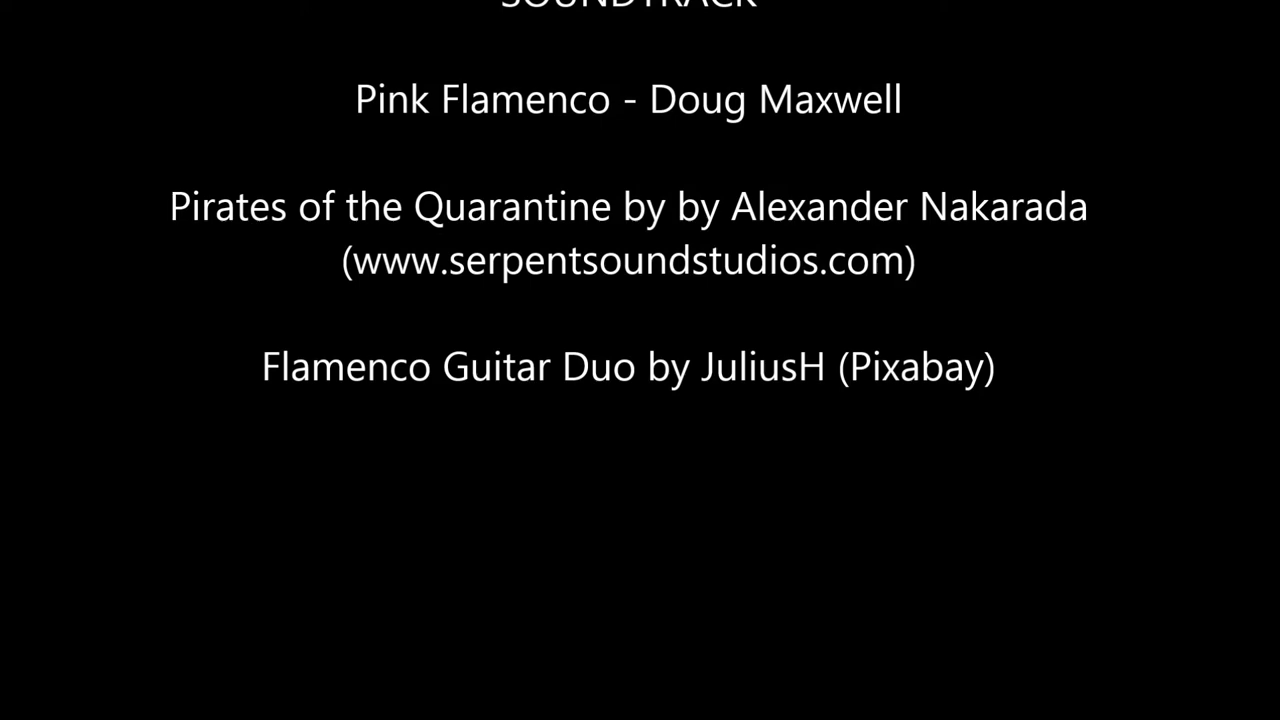 SOUNDTRACK
Pink Flamenco - Doug Maxwell
Pirates of the Quarantine by by Alexander Nakarada
(www.serpentsoundstudios.com)
Flamenco Guitar Duo by JuliusH (Pixabay)